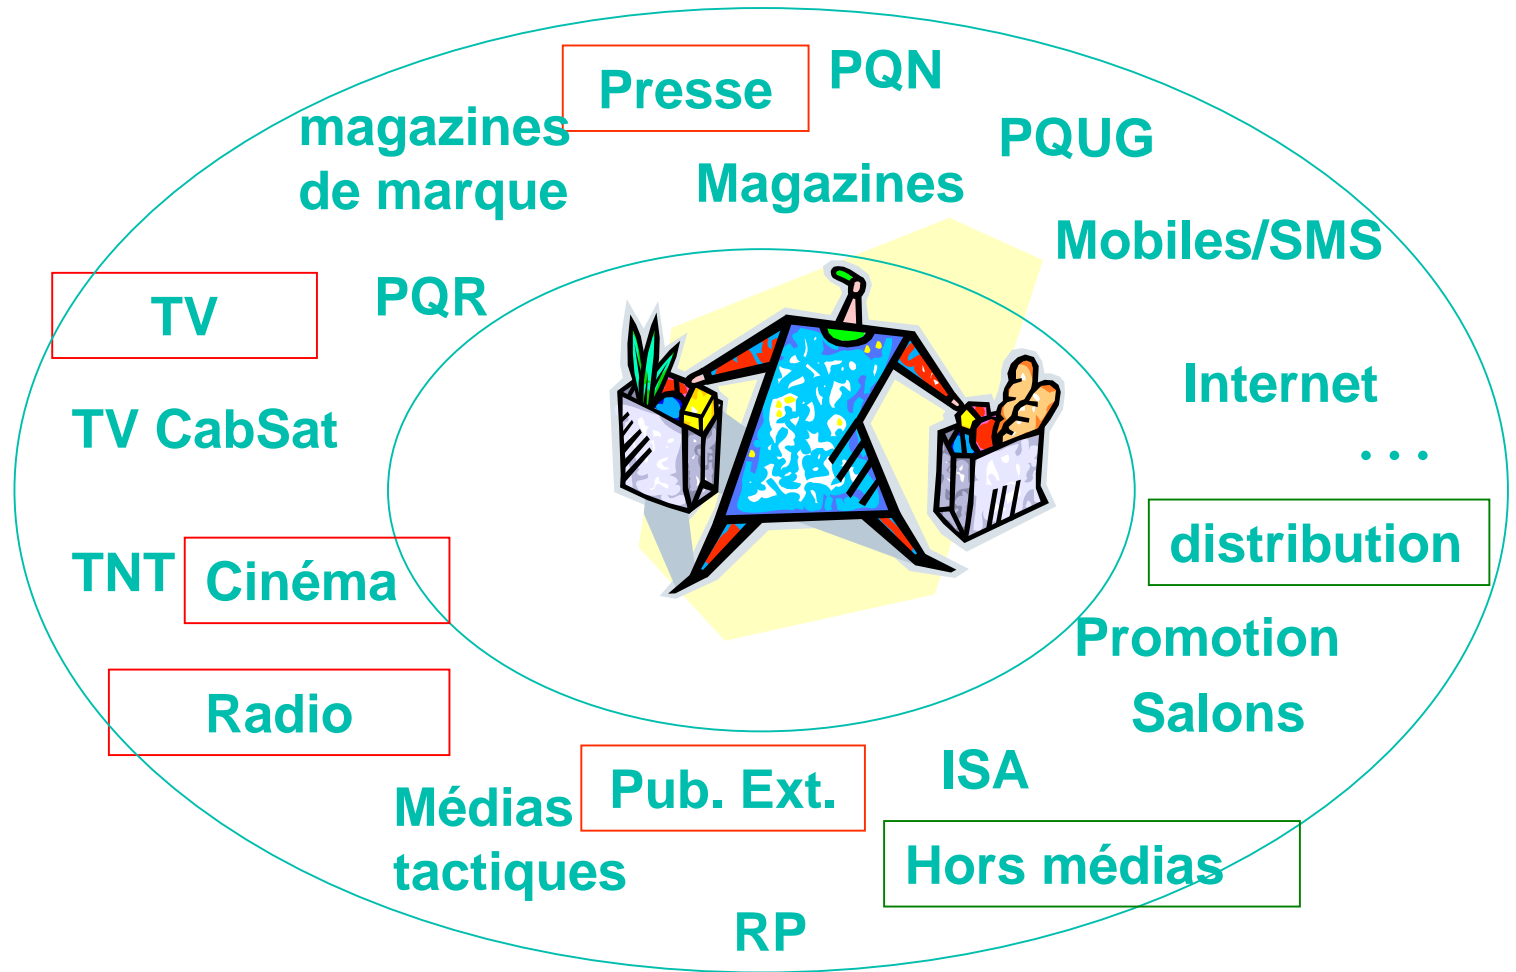 Presse
PQN
magazines
de marque
PQUG
Magazines
Mobiles/SMS
TV
PQR
Internet
TV CabSat
. . .
distribution
TNT
Cinéma
Promotion
Radio
Salons
ISA
Pub. Ext.
Médias
tactiques
Hors médias
RP